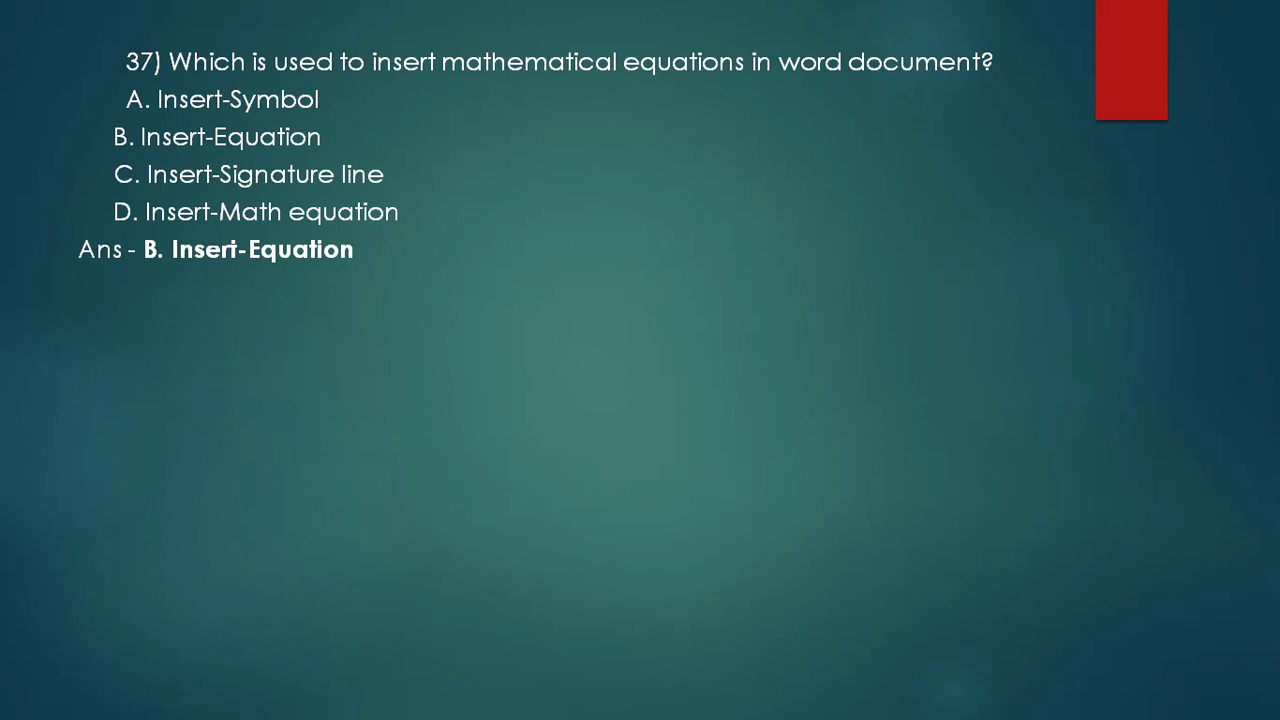 37) Which is used to insert mathematical equations in word document?
A. Insert-Symbol
B. Insert-Equation
C. Insert-Signature line
D. Insert-Math equation
Ans - B. Insert-Equation